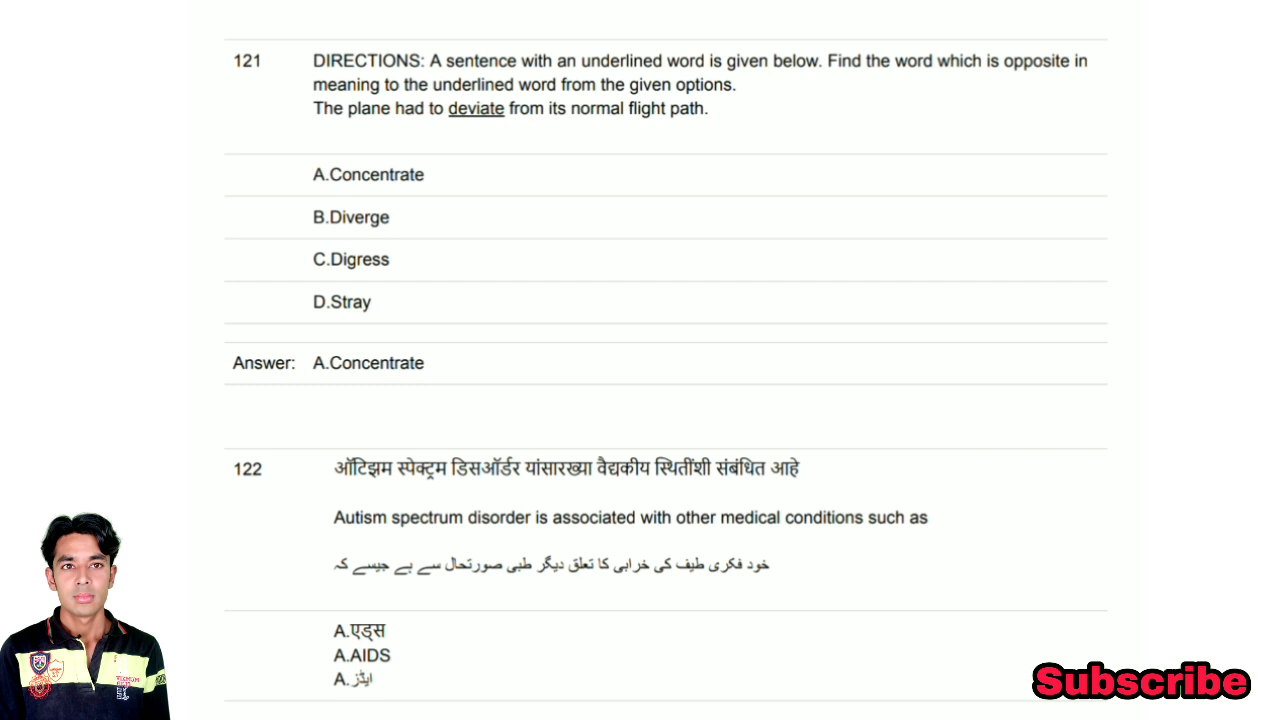 121 DIRECTIONS: A sentence with an underlined word is given below. Find the word which is opposite in
meaning to the underlined word from the given options.
The plane had to deviate from its normal flight path.
A.Concentrate
B.Diverge
C.Digress
D.Stray
Answer: A.Concentrate
122 ऑटिझम स्पेक्ट्रम डिसऑर्डर यांसारख्या वैद्यकीय स्थितींशी संबंधित आहे
Autism spectrum disorder is associated with other medical conditions such as
خود فکری طیف کی خرابی کا تعلق دیگر طبی صورتحال سے ہے جیسے کہ
A.एड्स
A.AIDS
A.ایڈز
Subscribe